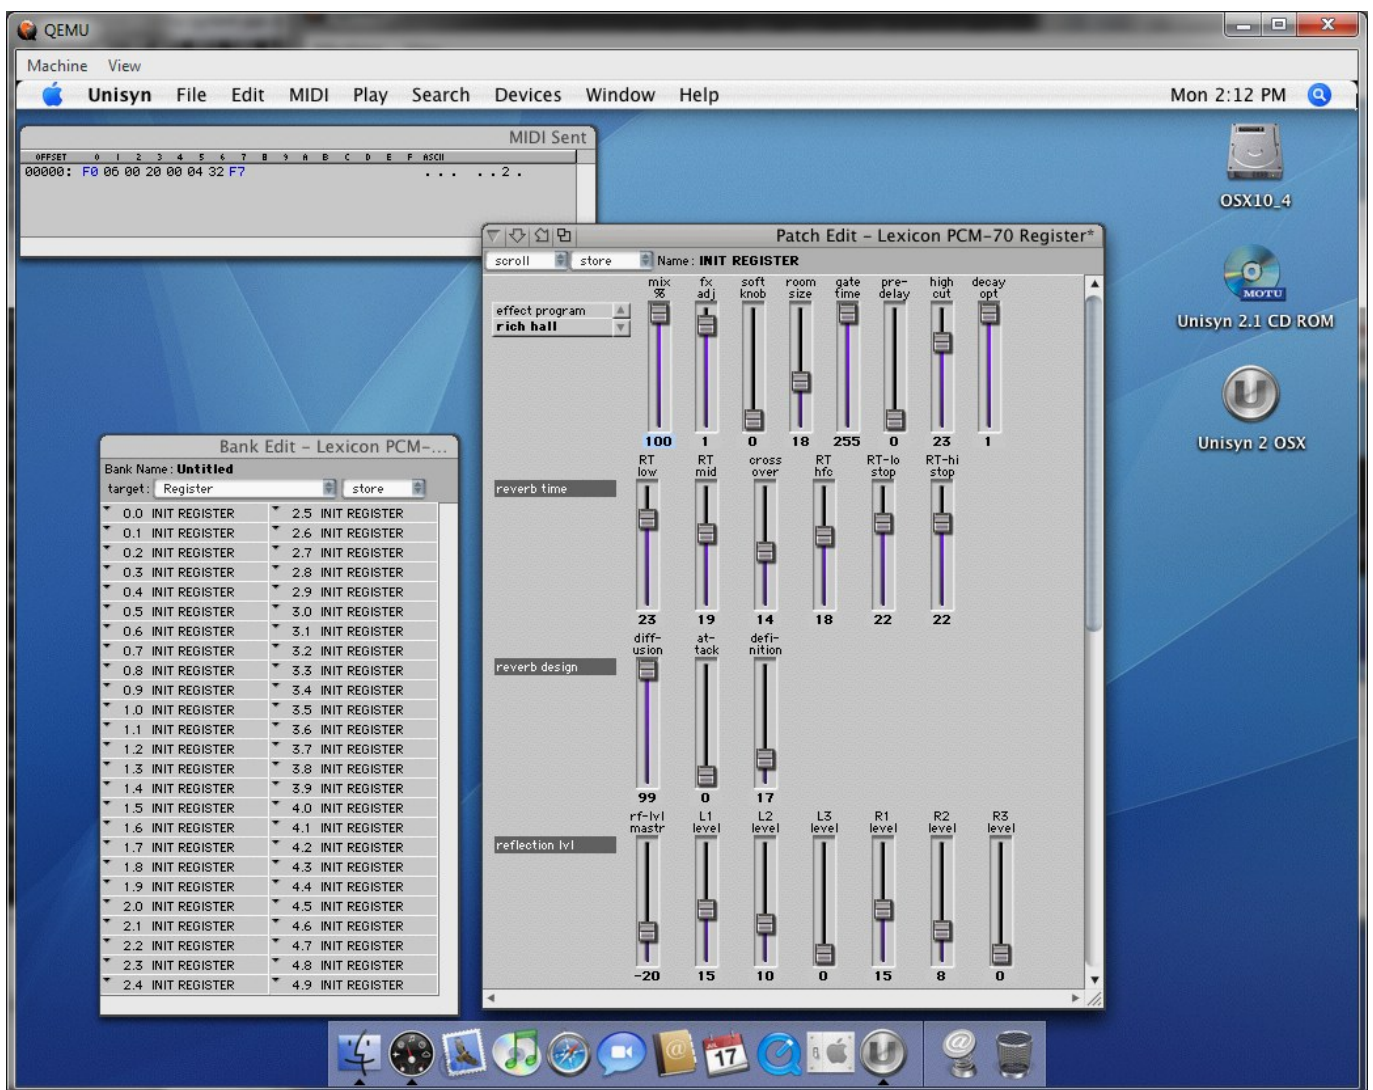 QEMU
Machine View
Unisyn File Edit MIDI Play Search Devices Window Help Mon 2:12 PM
MIDI Sent
OFFSET 0 1 2 3 4 5 6 7 8 9 A B C D E F ASCII
00000: F0 06 00 20 00 04 32 F7 . . . . . 2 .
OSX10_4
MOTU
Unisyn 2.1 CD ROM
Unisyn 2 OSX
Patch Edit - Lexicon PCM-70 Register*
scroll store Name: INIT REGISTER
mix % fx adj soft knob room size gate time pre-delay high cut decay opt
effect program
rich hall
100 1 0 18 255 0 23 1
RT low RT mid cross over RT hfc RT-lo stop RT-hi stop
reverb time
23 19 14 18 22 22
diff-usion at-tack defi-nition
reverb design
99 0 17
rf-lvl mastr L1 level L2 level L3 level R1 level R2 level R3 level
reflection lvl
-20 15 10 0 15 8 0
Bank Edit - Lexicon PCM-...
Bank Name: Untitled
target: Register store
0.0 INIT REGISTER 2.5 INIT REGISTER
0.1 INIT REGISTER 2.6 INIT REGISTER
0.2 INIT REGISTER 2.7 INIT REGISTER
0.3 INIT REGISTER 2.8 INIT REGISTER
0.4 INIT REGISTER 2.9 INIT REGISTER
0.5 INIT REGISTER 3.0 INIT REGISTER
0.6 INIT REGISTER 3.1 INIT REGISTER
0.7 INIT REGISTER 3.2 INIT REGISTER
0.8 INIT REGISTER 3.3 INIT REGISTER
0.9 INIT REGISTER 3.4 INIT REGISTER
1.0 INIT REGISTER 3.5 INIT REGISTER
1.1 INIT REGISTER 3.6 INIT REGISTER
1.2 INIT REGISTER 3.7 INIT REGISTER
1.3 INIT REGISTER 3.8 INIT REGISTER
1.4 INIT REGISTER 3.9 INIT REGISTER
1.5 INIT REGISTER 4.0 INIT REGISTER
1.6 INIT REGISTER 4.1 INIT REGISTER
1.7 INIT REGISTER 4.2 INIT REGISTER
1.8 INIT REGISTER 4.3 INIT REGISTER
1.9 INIT REGISTER 4.4 INIT REGISTER
2.0 INIT REGISTER 4.5 INIT REGISTER
2.1 INIT REGISTER 4.6 INIT REGISTER
2.2 INIT REGISTER 4.7 INIT REGISTER
2.3 INIT REGISTER 4.8 INIT REGISTER
2.4 INIT REGISTER 4.9 INIT REGISTER
JUL
17